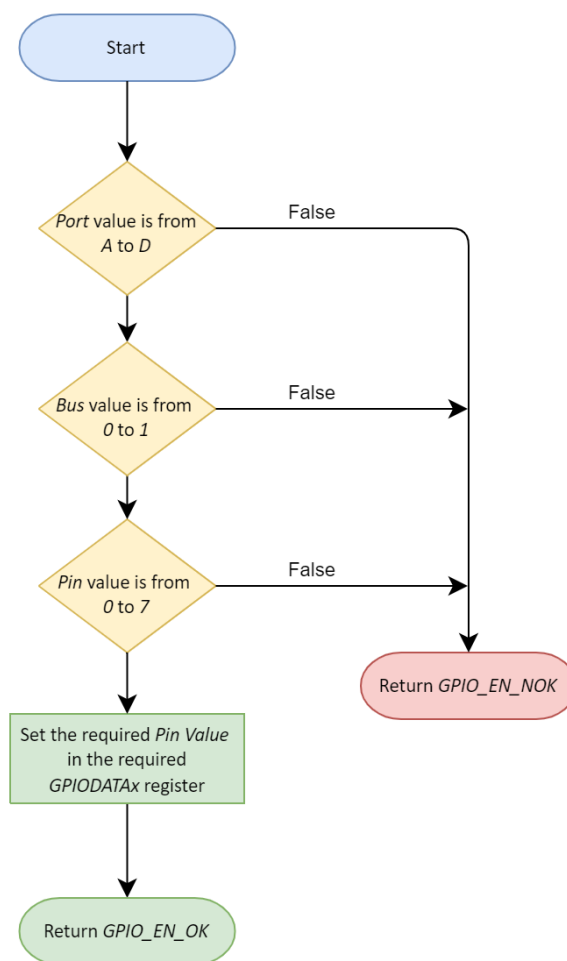 Start
Port value is from
A to D
False
Bus value is from
0 to 1
False
Pin value is from
0 to 7
False
Return GPIO_EN_NOK
Set the required Pin Value
in the required
GPIODATAx register
Return GPIO_EN_OK